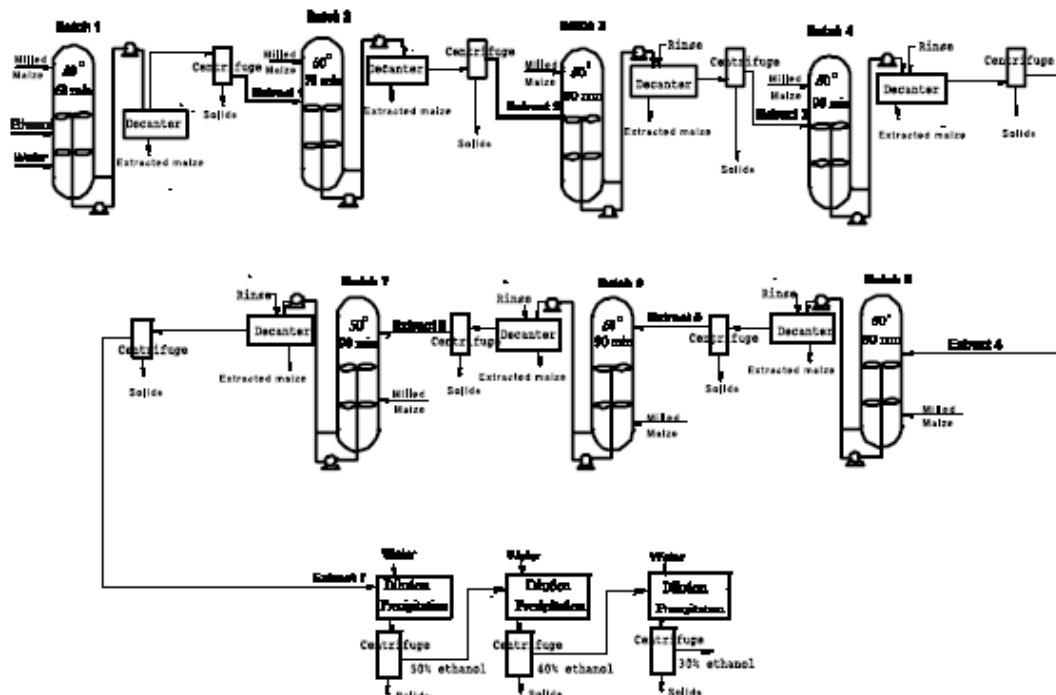 Batch 1
Milled
Maize
60 min
Ethanol
Water
Decanter
Extracted maize
Centrifuge
Solids
Extract 1
Batch 2
Milled
Maize
Decanter
Extracted maize
Centrifuge
Solids
Extract 2
Milled
Maize
Rinse
Decanter
Extracted maize
Centrifuge
Solids
Extract 3
Batch 4
Milled
Maize
Rinse
Decanter
Extracted maize
Centrifuge
Solids
Batch 7
Rinse
Decanter
Extracted maize
Centrifuge
Solids
50°
90 min
Milled
Maize
Rinse
Decanter
Extracted maize
Centrifuge
Solids
90 min
Milled
Maize
Rinse
Decanter
Extracted maize
Centrifuge
Solids
Extract 4
Milled
Maize
Extract 7
Water
Dilution
Precipitation
Centrifuge
50% ethanol
Solids
Water
Dilution
Precipitation
Centrifuge
40% ethanol
Solids
Water
Dilution
Precipitation
Centrifuge
30% ethanol
Solids